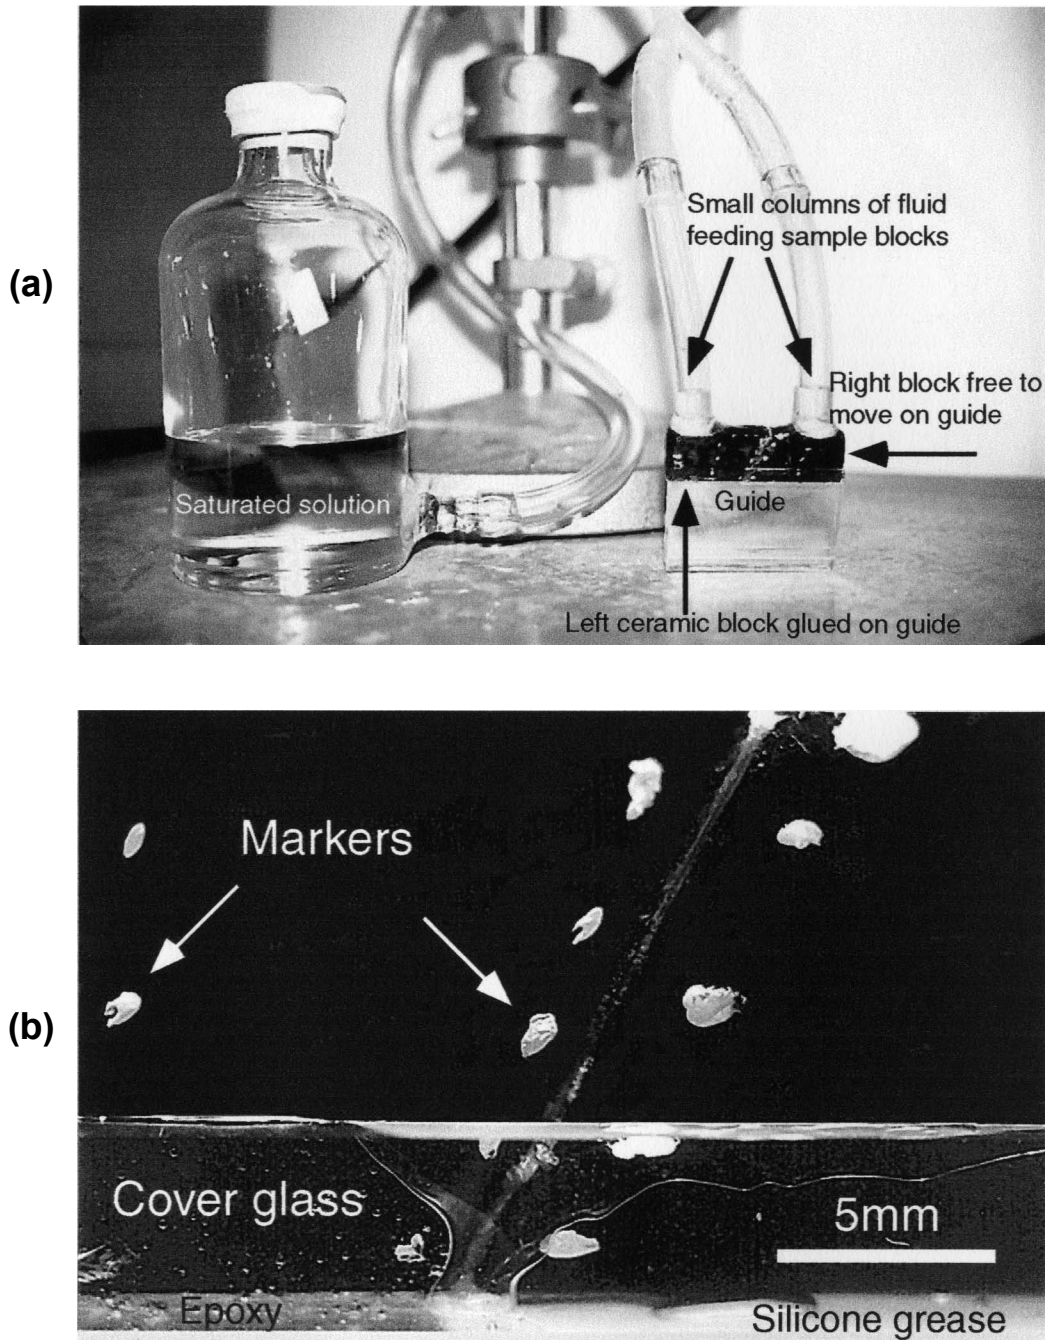 (a)
Small columns of fluid
feeding sample blocks
Right block free to
move on guide
Saturated solution
Guide
Left ceramic block glued on guide
(b)
Markers
Cover glass
5mm
Epoxy
Silicone grease